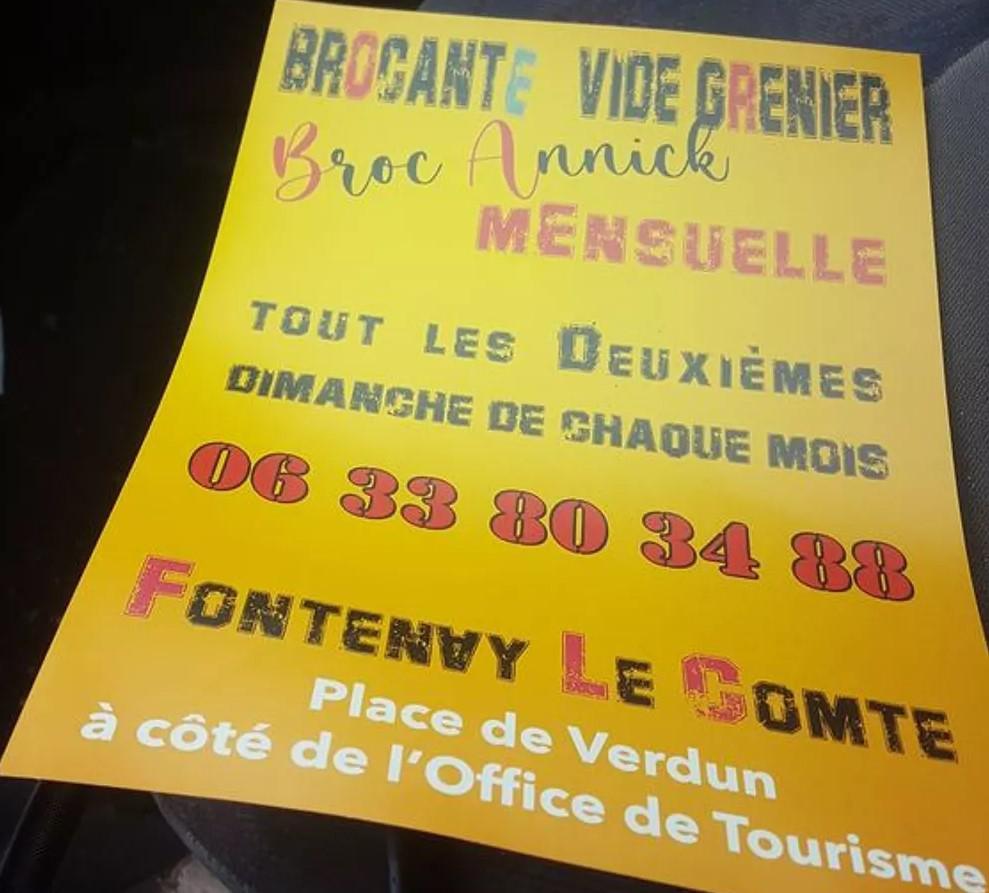 BROCANTE VIDE GRENIER
Broc Annick
MENSUELLE
TOUT LES DEUXIÈMES
DIMANCHE DE CHAQUE MOIS
06 33 80 34 88
FONTENAY LE COMTE
Place de Verdun
à côté de l'Office de Tourisme